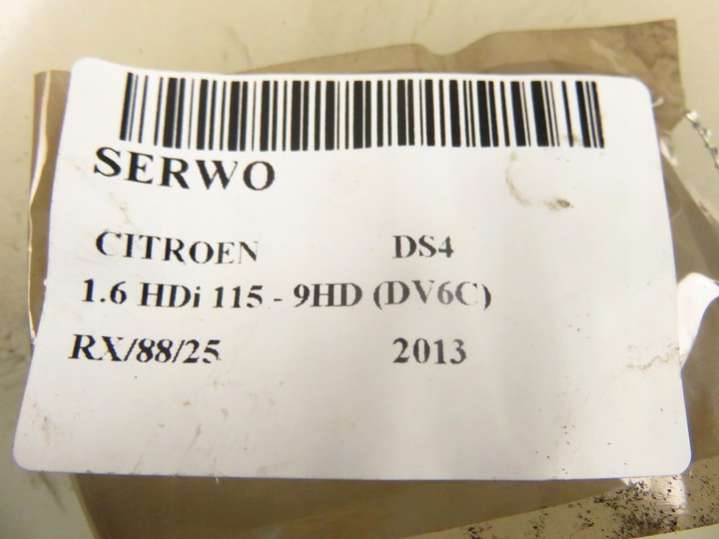 SERWO
CITROEN DS4
1.6 HDi 115 - 9HD (DV6C)
RX/88/25 2013